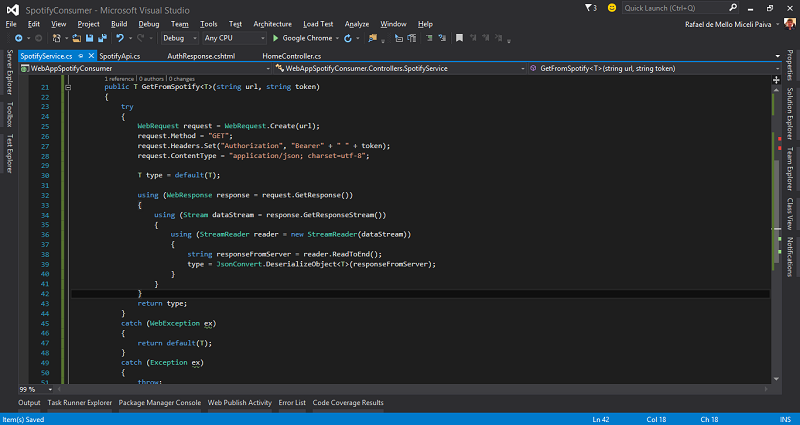 SpotifyConsumer - Microsoft Visual Studio
3
Quick Launch (Ctrl+Q)
File Edit View Project Build Debug Team Tools Test Architecture Load Test Analyze Window Help
Rafael de Mello Miceli Paiva
Debug Any CPU Google Chrome
SpotifyService.cs SpotifyApi.cs AuthResponse.cshtml HomeController.cs
WebAppSpotifyConsumer WebAppSpotifyConsumer.Controllers.SpotifyService GetFromSpotify<T>(string url, string token)
1 reference | 0 authors | 0 changes
21 public T GetFromSpotify<T>(string url, string token)
22 {
23 try
24 {
25 WebRequest request = WebRequest.Create(url);
26 request.Method = "GET";
27 request.Headers.Set("Authorization", "Bearer" + " " + token);
28 request.ContentType = "application/json; charset=utf-8";
29
30 T type = default(T);
31
32 using (WebResponse response = request.GetResponse())
33 {
34 using (Stream dataStream = response.GetResponseStream())
35 {
36 using (StreamReader reader = new StreamReader(dataStream))
37 {
38 string responseFromServer = reader.ReadToEnd();
39 type = JsonConvert.DeserializeObject<T>(responseFromServer);
40 }
41 }
42 }
43 return type;
44 }
45 catch (WebException ex)
46 {
47 return default(T);
48 }
49 catch (Exception ex)
50 {
51 throw;
99 %
Server Explorer
Toolbox
Test Explorer
Properties
Solution Explorer
Team Explorer
Class View
Notifications
Output Task Runner Explorer Package Manager Console Web Publish Activity Error List Code Coverage Results
Item(s) Saved Ln 42 Col 18 Ch 18 INS